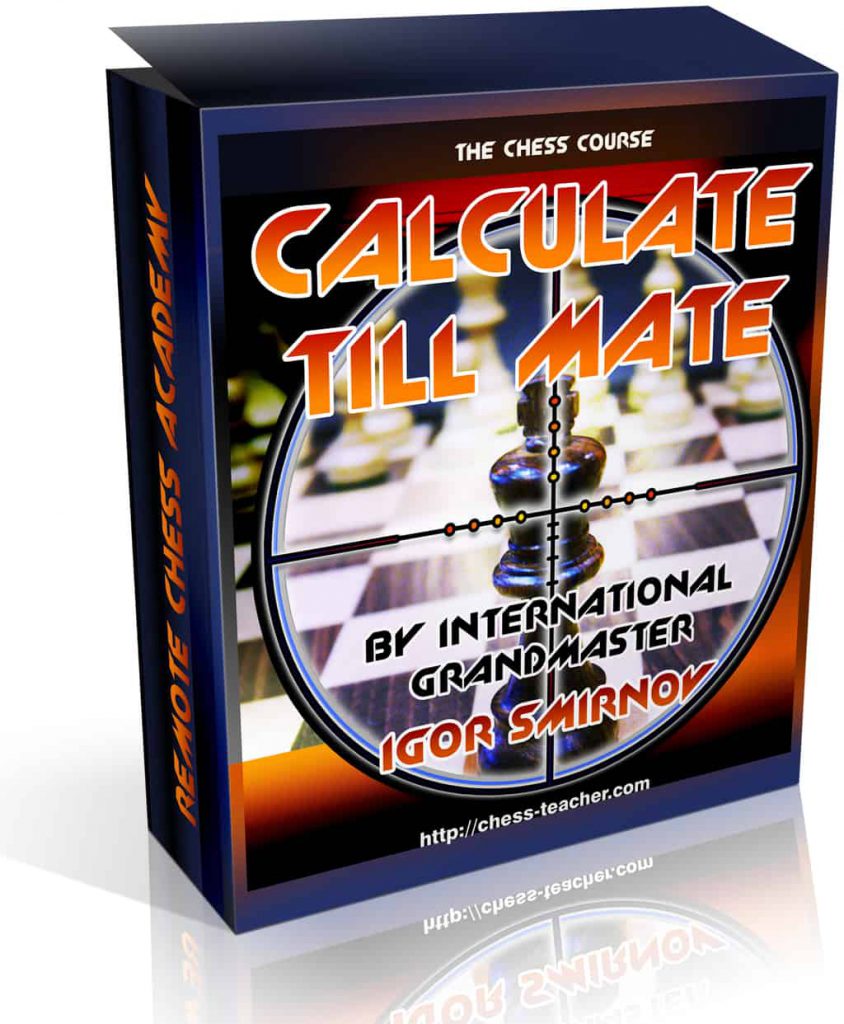 THE CHESS COURSE
CALCULATE
TILL MATE
BY INTERNATIONAL
GRANDMASTER
IGOR SMIRNOV
http://chess-teacher.com
REMOTE CHESS ACADEMY